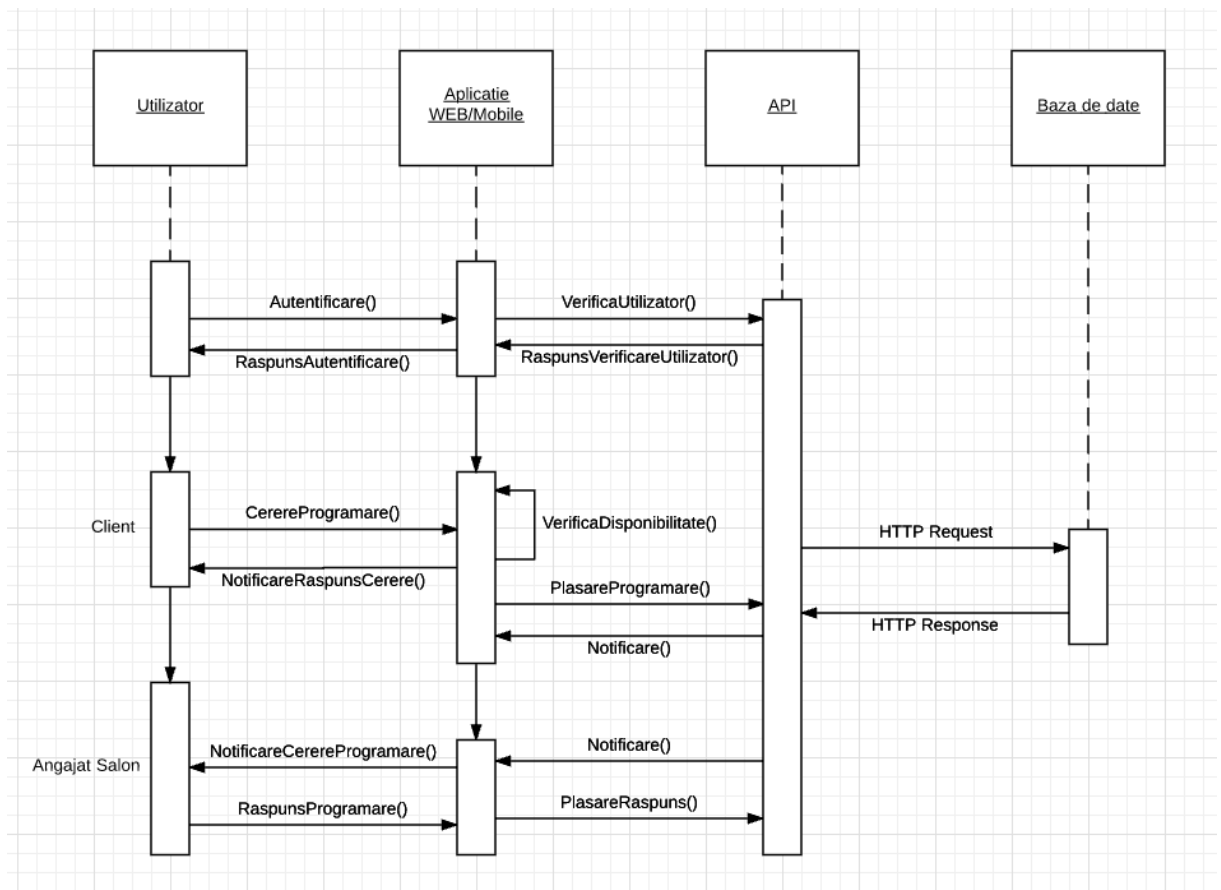 Utilizator
Aplicatie
WEB/Mobile
API
Baza de date
Autentificare()
VerificaUtilizator()
RaspunsAutentificare()
RaspunsVerificareUtilizator()
Client
CerereProgramare()
VerificaDisponibilitate()
HTTP Request
NotificareRaspunsCerere()
PlasareProgramare()
HTTP Response
Notificare()
Angajat Salon
NotificareCerereProgramare()
Notificare()
RaspunsProgramare()
PlasareRaspuns()